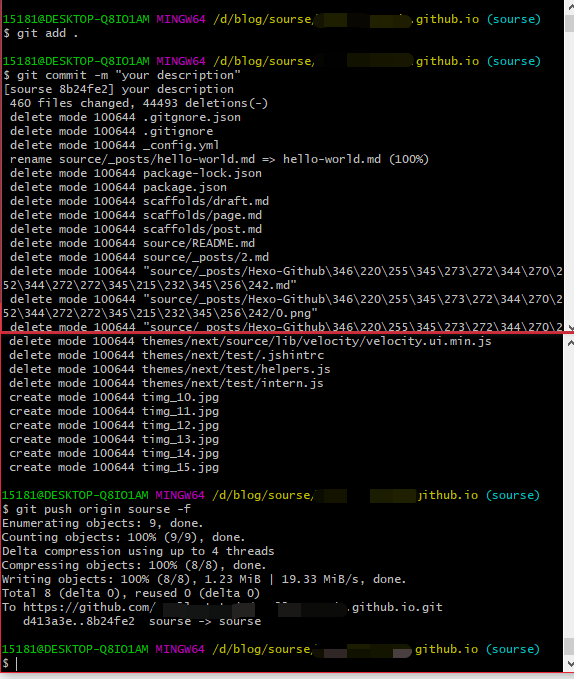 15181@DESKTOP-Q8IO1AM MINGW64 /d/blog/sourse/ .github.io (sourse)
$ git add .
15181@DESKTOP-Q8IO1AM MINGW64 /d/blog/sourse/ .github.io (sourse)
$ git commit -m "your description"
[sourse 8b24fe2] your description
460 files changed, 44493 deletions(-)
delete mode 100644 .gitgnore.json
delete mode 100644 .gitignore
delete mode 100644 _config.yml
rename source/_posts/hello-world.md => hello-world.md (100%)
delete mode 100644 package-lock.json
delete mode 100644 package.json
delete mode 100644 scaffolds/draft.md
delete mode 100644 scaffolds/page.md
delete mode 100644 scaffolds/post.md
delete mode 100644 source/README.md
delete mode 100644 source/_posts/2.md
delete mode 100644 "source/_posts/Hexo-Github\346\220\255\345\273\272\344\270\2
52\344\272\272\345\215\232\345\256\242.md"
delete mode 100644 "source/_posts/Hexo-Github\346\220\255\345\273\272\344\270\2
52\344\272\272\345\215\232\345\256\242/0.png"
delete mode 100644 "source/_posts/Hexo-Github\346\220\255\345\273\272\344\270\2
delete mode 100644 themes/next/source/lib/velocity/velocity.ui.min.js
delete mode 100644 themes/next/test/.jshintrc
delete mode 100644 themes/next/test/helpers.js
delete mode 100644 themes/next/test/intern.js
create mode 100644 timg_10.jpg
create mode 100644 timg_11.jpg
create mode 100644 timg_12.jpg
create mode 100644 timg_13.jpg
create mode 100644 timg_14.jpg
create mode 100644 timg_15.jpg
15181@DESKTOP-Q8IO1AM MINGW64 /d/blog/sourse/ github.io (sourse)
$ git push origin sourse -f
Enumerating objects: 9, done.
Counting objects: 100% (9/9), done.
Delta compression using up to 4 threads
Compressing objects: 100% (8/8), done.
Writing objects: 100% (8/8), 1.23 MiB | 19.33 MiB/s, done.
Total 8 (delta 0), reused 0 (delta 0)
To https://github.com/ .github.io.git
d413a3e..8b24fe2 sourse -> sourse
15181@DESKTOP-Q8IO1AM MINGW64 /d/blog/sourse/ .github.io (sourse)
$